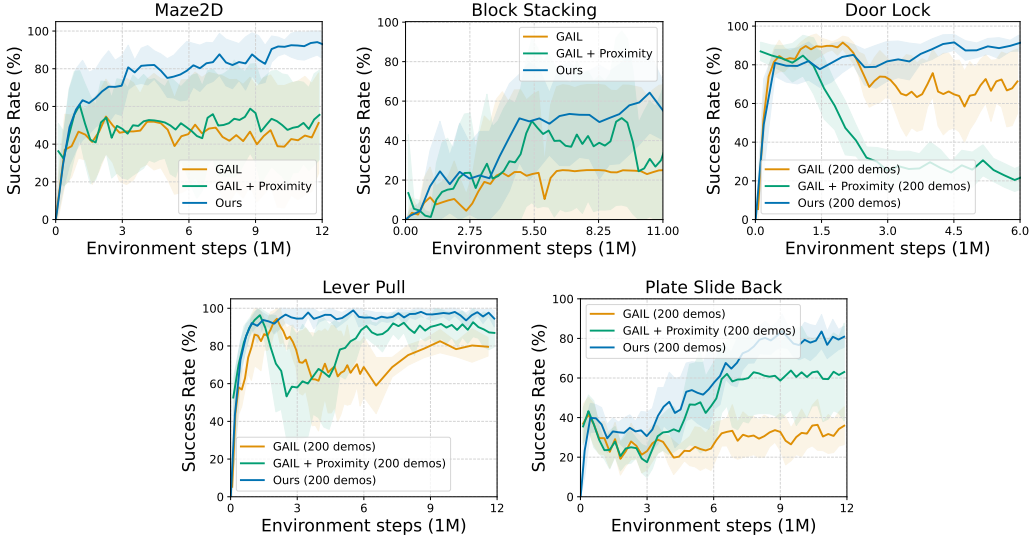 Maze2D
Success Rate (%)
100
80
60
40
20
0
0 3 6 9 12
Environment steps (1M)
GAIL
GAIL + Proximity
Ours
Block Stacking
Success Rate (%)
100
80
60
40
20
0
0.00 2.75 5.50 8.25 11.00
Environment steps (1M)
GAIL
GAIL + Proximity
Ours
Door Lock
Success Rate (%)
100
80
60
40
20
0
0.0 1.5 3.0 4.5 6.0
Environment steps (1M)
GAIL (200 demos)
GAIL + Proximity (200 demos)
Ours (200 demos)
Lever Pull
Success Rate (%)
100
80
60
40
20
0
0 3 6 9 12
Environment steps (1M)
GAIL (200 demos)
GAIL + Proximity (200 demos)
Ours (200 demos)
Plate Slide Back
Success Rate (%)
100
80
60
40
20
0
0 3 6 9 12
Environment steps (1M)
GAIL (200 demos)
GAIL + Proximity (200 demos)
Ours (200 demos)